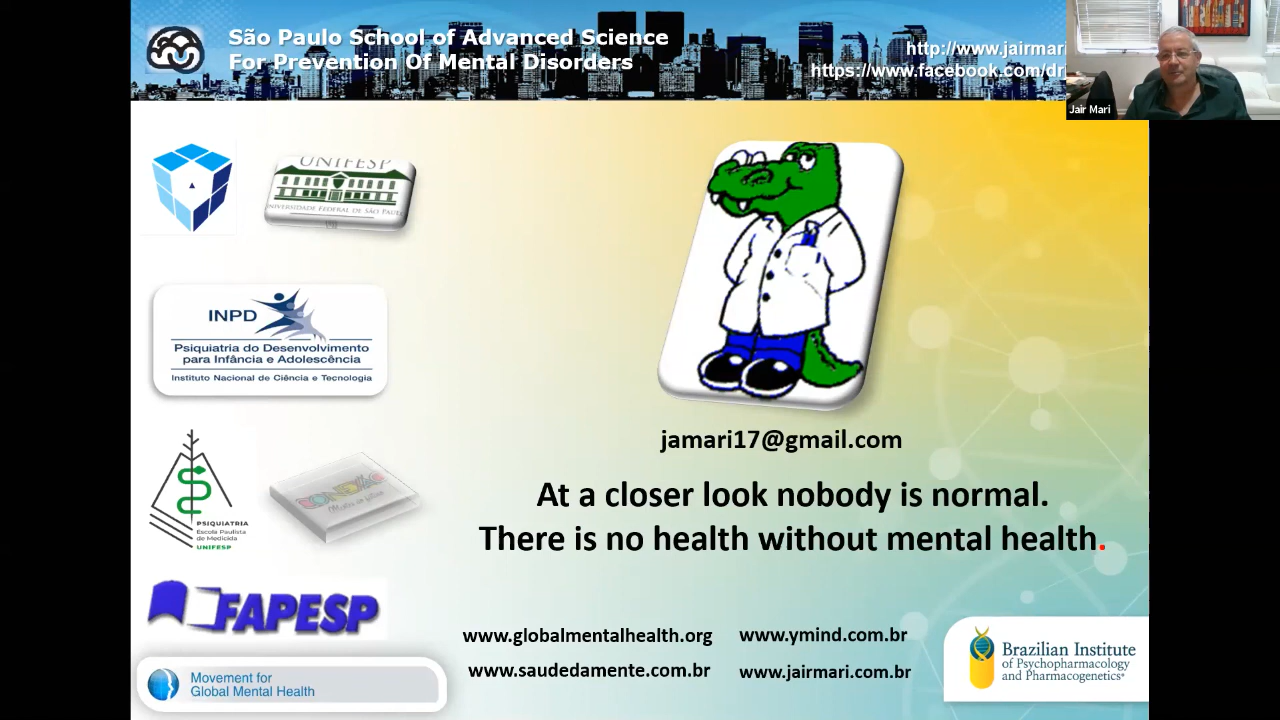 São Paulo School of Advanced Science
For Prevention Of Mental Disorders
http://www.jairmari
https://www.facebook.com/dr
Jair Mari
UNIFESP
UNIVERSIDADE FEDERAL DE SÃO PAULO
INPD
Psiquiatria do Desenvolvimento
para Infância e Adolescência
Instituto Nacional de Ciência e Tecnologia
jamari17@gmail.com
At a closer look nobody is normal.
There is no health without mental health.
PSIQUIATRIA
Escola Paulista
de Medicida
UNIFESP
FAPESP
www.globalmentalhealth.org
www.ymind.com.br
www.saudedamente.com.br
www.jairmari.com.br
Movement for
Global Mental Health
Brazilian Institute
of Psychopharmacology
and Pharmacogenetics